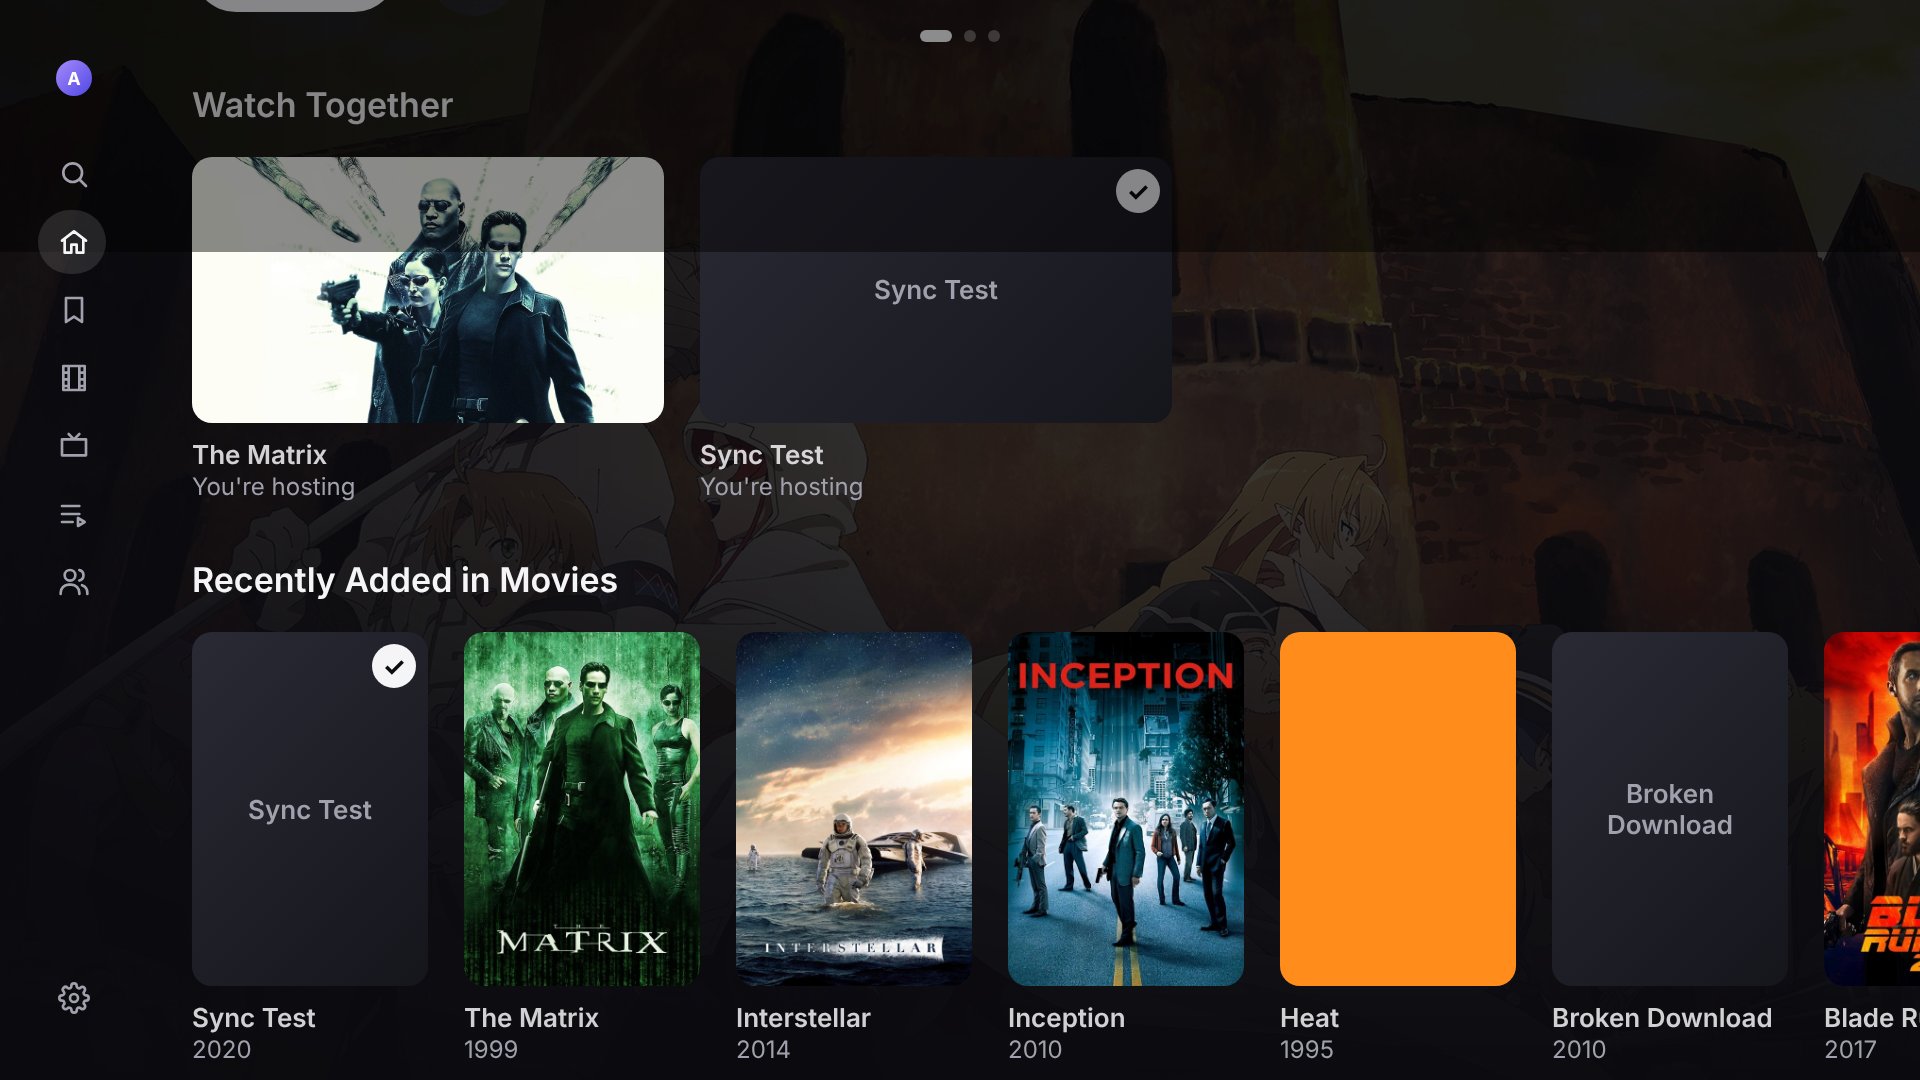 A
Watch Together
Sync Test
The Matrix
You're hosting
Sync Test
You're hosting
Recently Added in Movies
Sync Test
THE
MATRIX
INTERSTELLAR
INCEPTION
Broken
Download
Sync Test
2020
The Matrix
1999
Interstellar
2014
Inception
2010
Heat
1995
Broken Download
2010
Blade R
2017